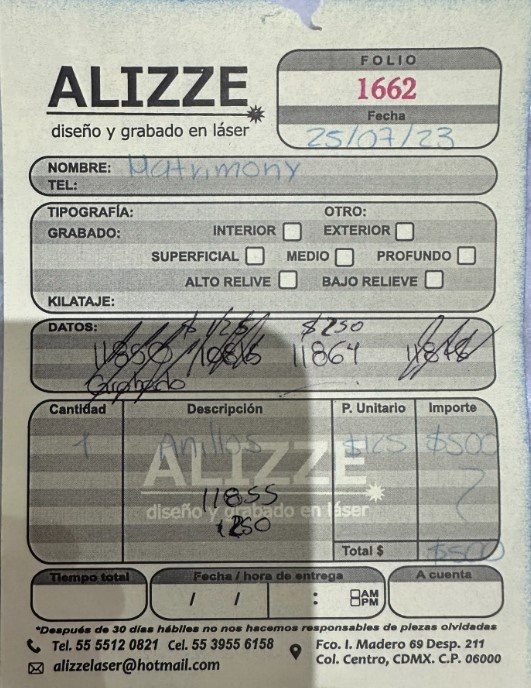 ALIZZE
diseño y grabado en láser
FOLIO
1662
Fecha
25/07/23
NOMBRE: Matrimony
TEL:
TIPOGRAFÍA: OTRO:
GRABADO: INTERIOR EXTERIOR
SUPERFICIAL MEDIO PROFUNDO
ALTO RELIVE BAJO RELIEVE
KILATAJE:
DATOS: $125 $250
11850 11864
Grabado
Cantidad Descripción P. Unitario Importe
1 Anillos $125 $500
ALIZZE
11855
diseño y grabado en láser
250
Total $ $500
Tiempo total Fecha / hora de entrega A cuenta
/ / : AM PM
*Después de 30 días hábiles no nos hacemos responsables de piezas olvidadas
Tel. 55 5512 0821 Cel. 55 3955 6158
alizzelaser@hotmail.com
Fco. I. Madero 69 Desp. 211
Col. Centro, CDMX. C.P. 06000